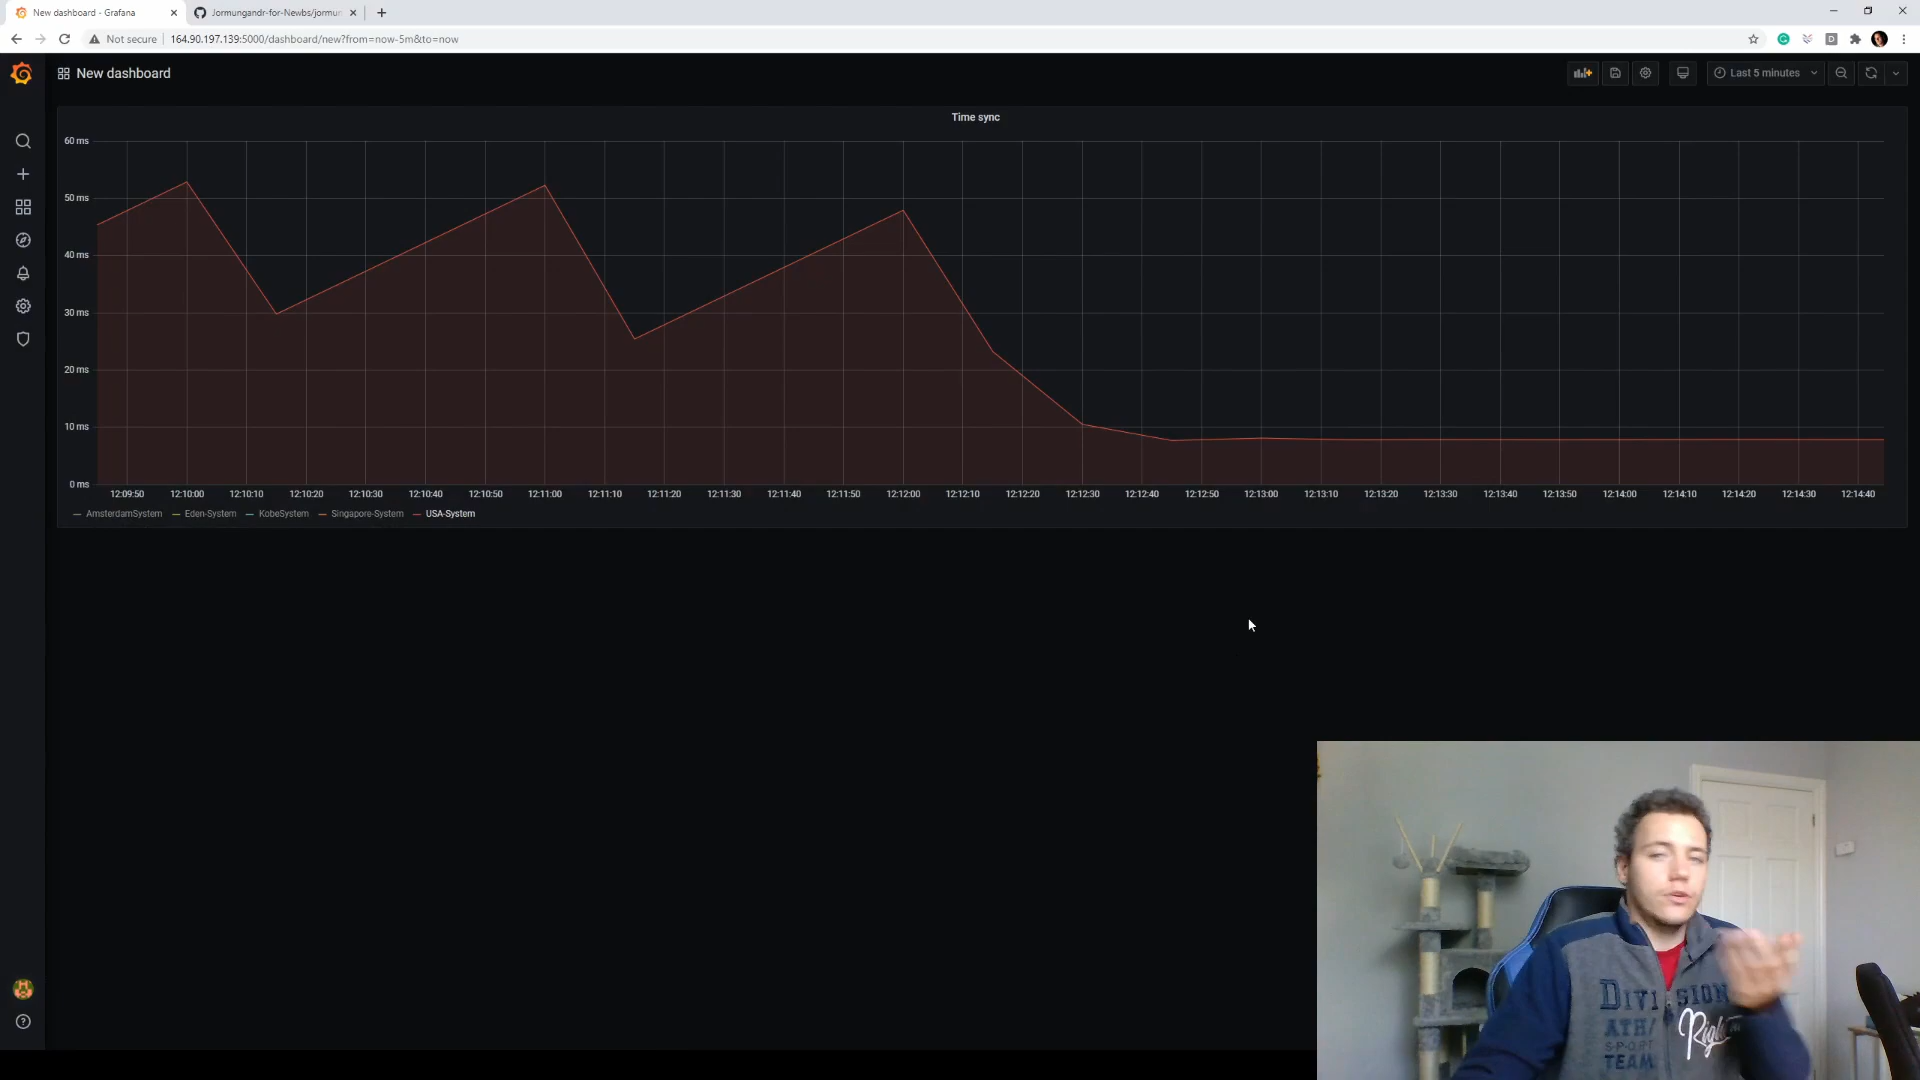 New dashboard - Grafana
Jormungandr-for-Newbs/jormun
Not secure
164.90.197.139:5000/dashboard/new?from=now-5m&to=now
New dashboard
Last 5 minutes
Time sync
60 ms
50 ms
40 ms
30 ms
20 ms
10 ms
0 ms
12:09:50 12:10:00 12:10:10 12:10:20 12:10:30 12:10:40 12:10:50 12:11:00 12:11:10 12:11:20 12:11:30 12:11:40 12:11:50 12:12:00 12:12:10 12:12:20 12:12:30 12:12:40 12:12:50 12:13:00 12:13:10 12:13:20 12:13:30 12:13:40 12:13:50 12:14:00 12:14:10 12:14:20 12:14:30 12:14:40
AmsterdamSystem Eden-System KobeSystem Singapore-System USA-System
DIVISION
ATH
SPORT
TEAM
Right